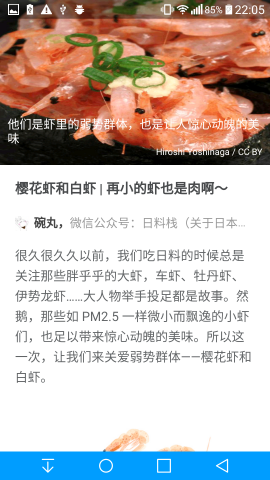 85% 22:05
他们是虾里的弱势群体，也是让人惊心动魄的美
味
Hiroshi Yoshinaga / CC BY
樱花虾和白虾 | 再小的虾也是肉啊～
碗丸，微信公众号：日料栈（关于日本...
很久很久久以前，我们吃日料的时候总是
关注那些胖乎乎的大虾，车虾、牡丹虾、
伊势龙虾……大人物举手投足都是故事。然
鹅，那些如 PM2.5 一样微小而飘逸的小虾
们，也足以带来惊心动魄的美味。所以这
一次，让我们来关爱弱势群体——樱花虾和
白虾。